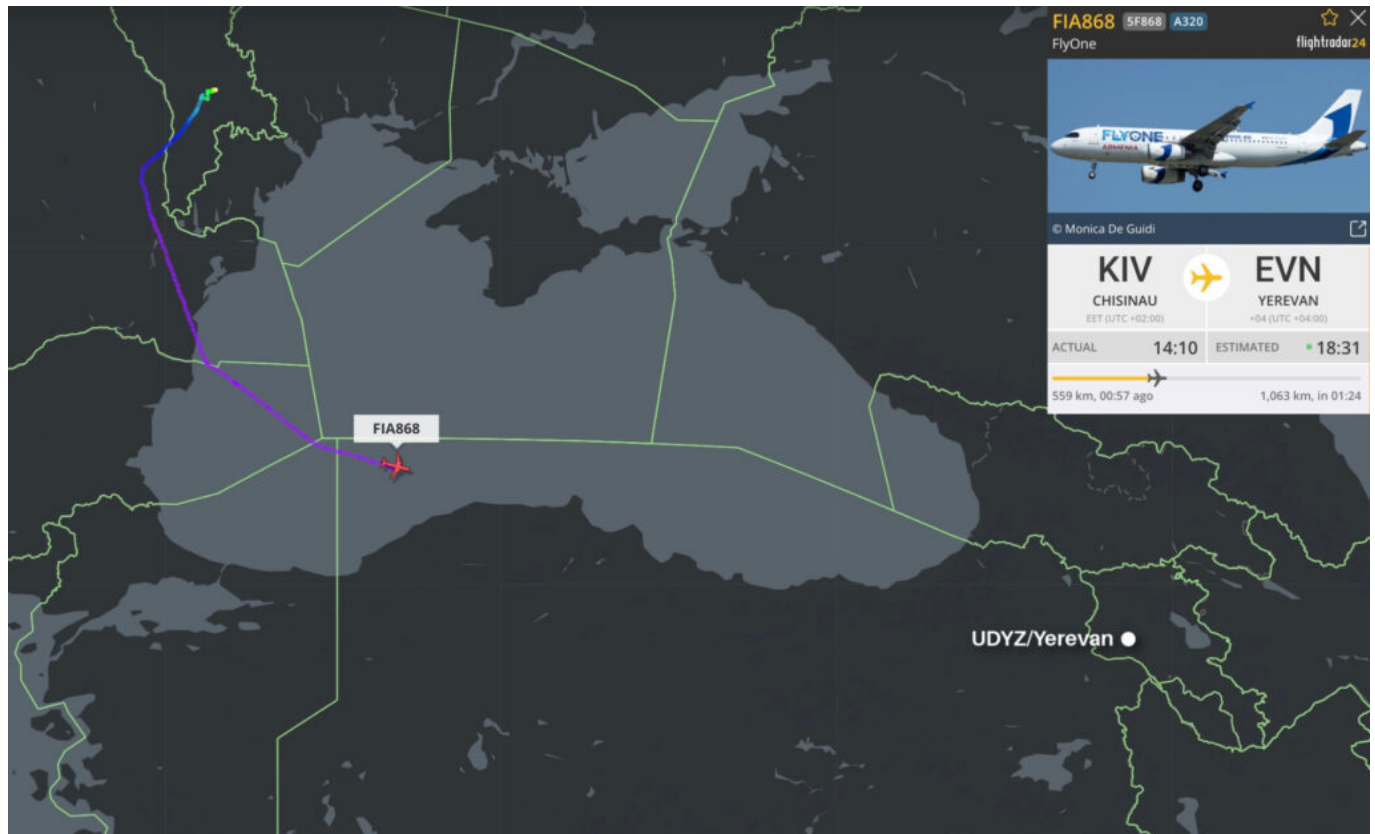 FIA868 5F868 A320
FlyOne
flightradar24
FLYONE
ARMENIA
© Monica De Guidi
KIV
CHISINAU
EET (UTC +02:00)
EVN
YEREVAN
+04 (UTC +04:00)
ACTUAL 14:10
ESTIMATED 18:31
559 km, 00:57 ago
1,063 km, in 01:24
FIA868
UDYZ/Yerevan